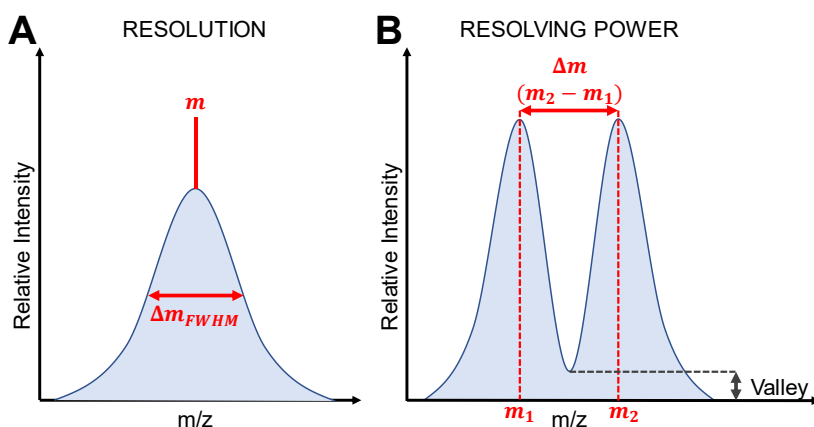 A
RESOLUTION
m
Δm_FWHM
Relative Intensity
m/z
B
RESOLVING POWER
Δm
(m₂ − m₁)
Relative Intensity
Valley
m₁
m/z
m₂